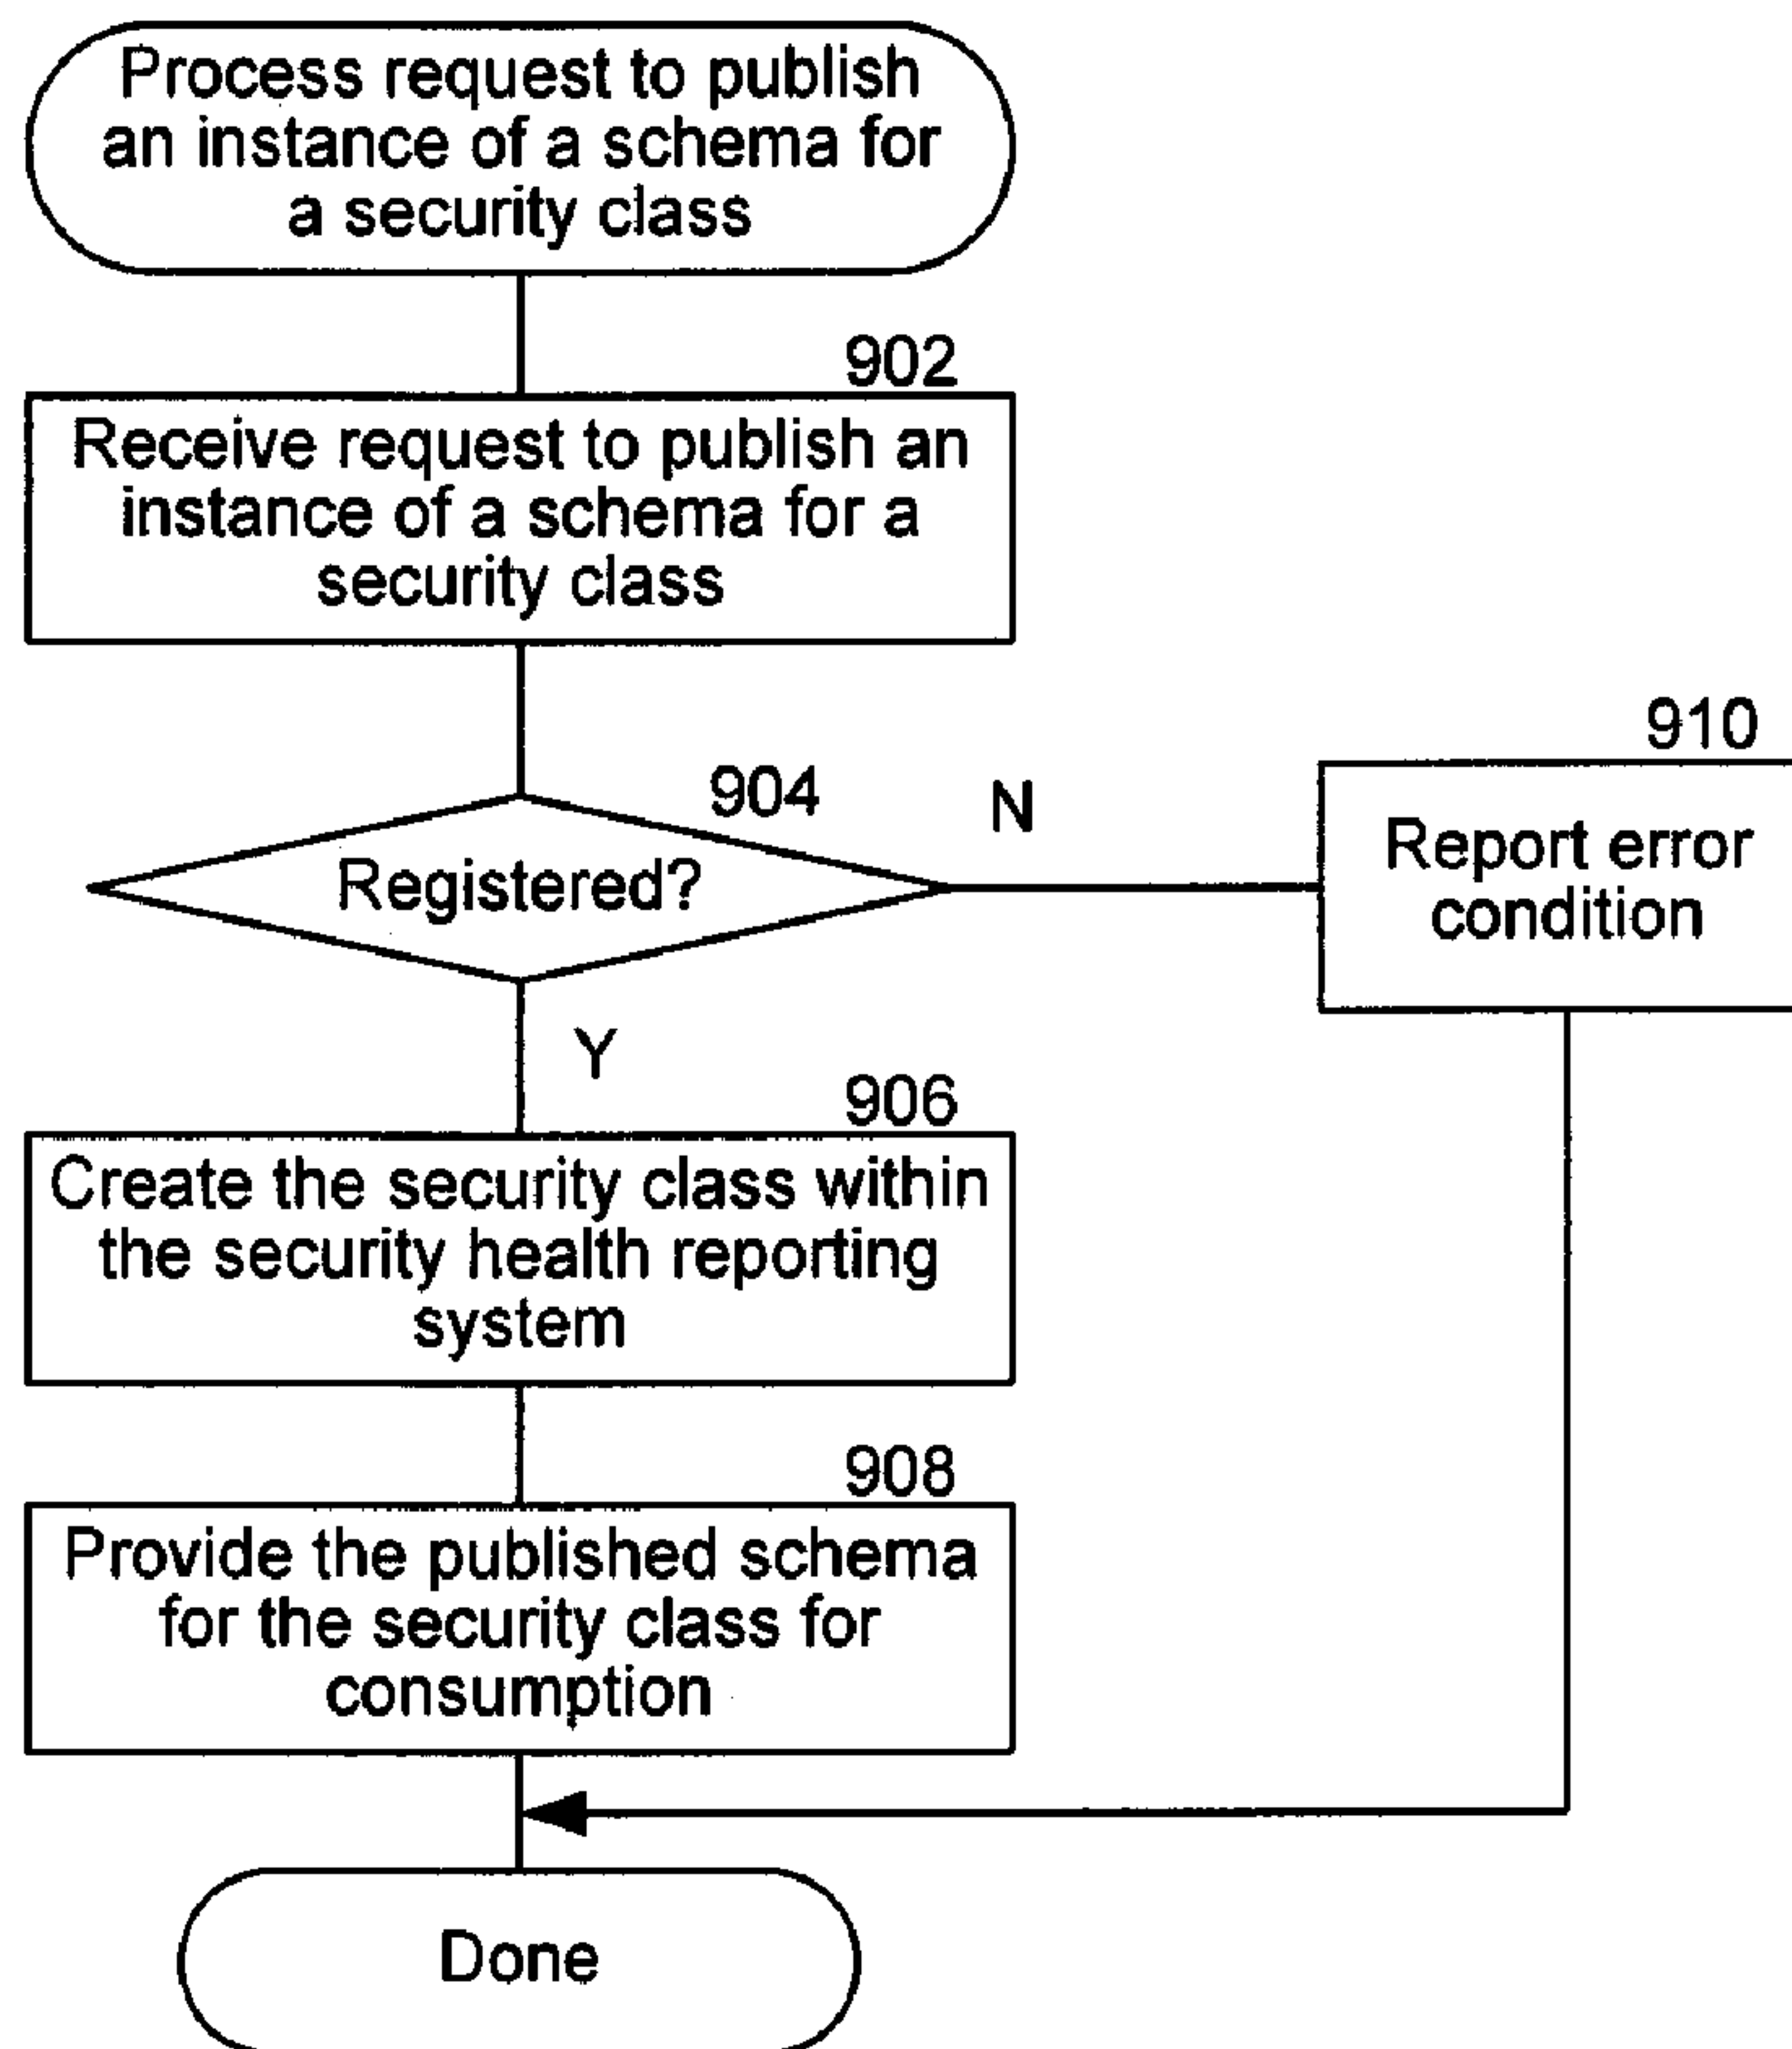 Process request to publish
an instance of a schema for
a security class
902
Receive request to publish an
instance of a schema for a
security class
904
N
Registered?
910
Report error
condition
Y
906
Create the security class within
the security health reporting
system
908
Provide the published schema
for the security class for
consumption
Done